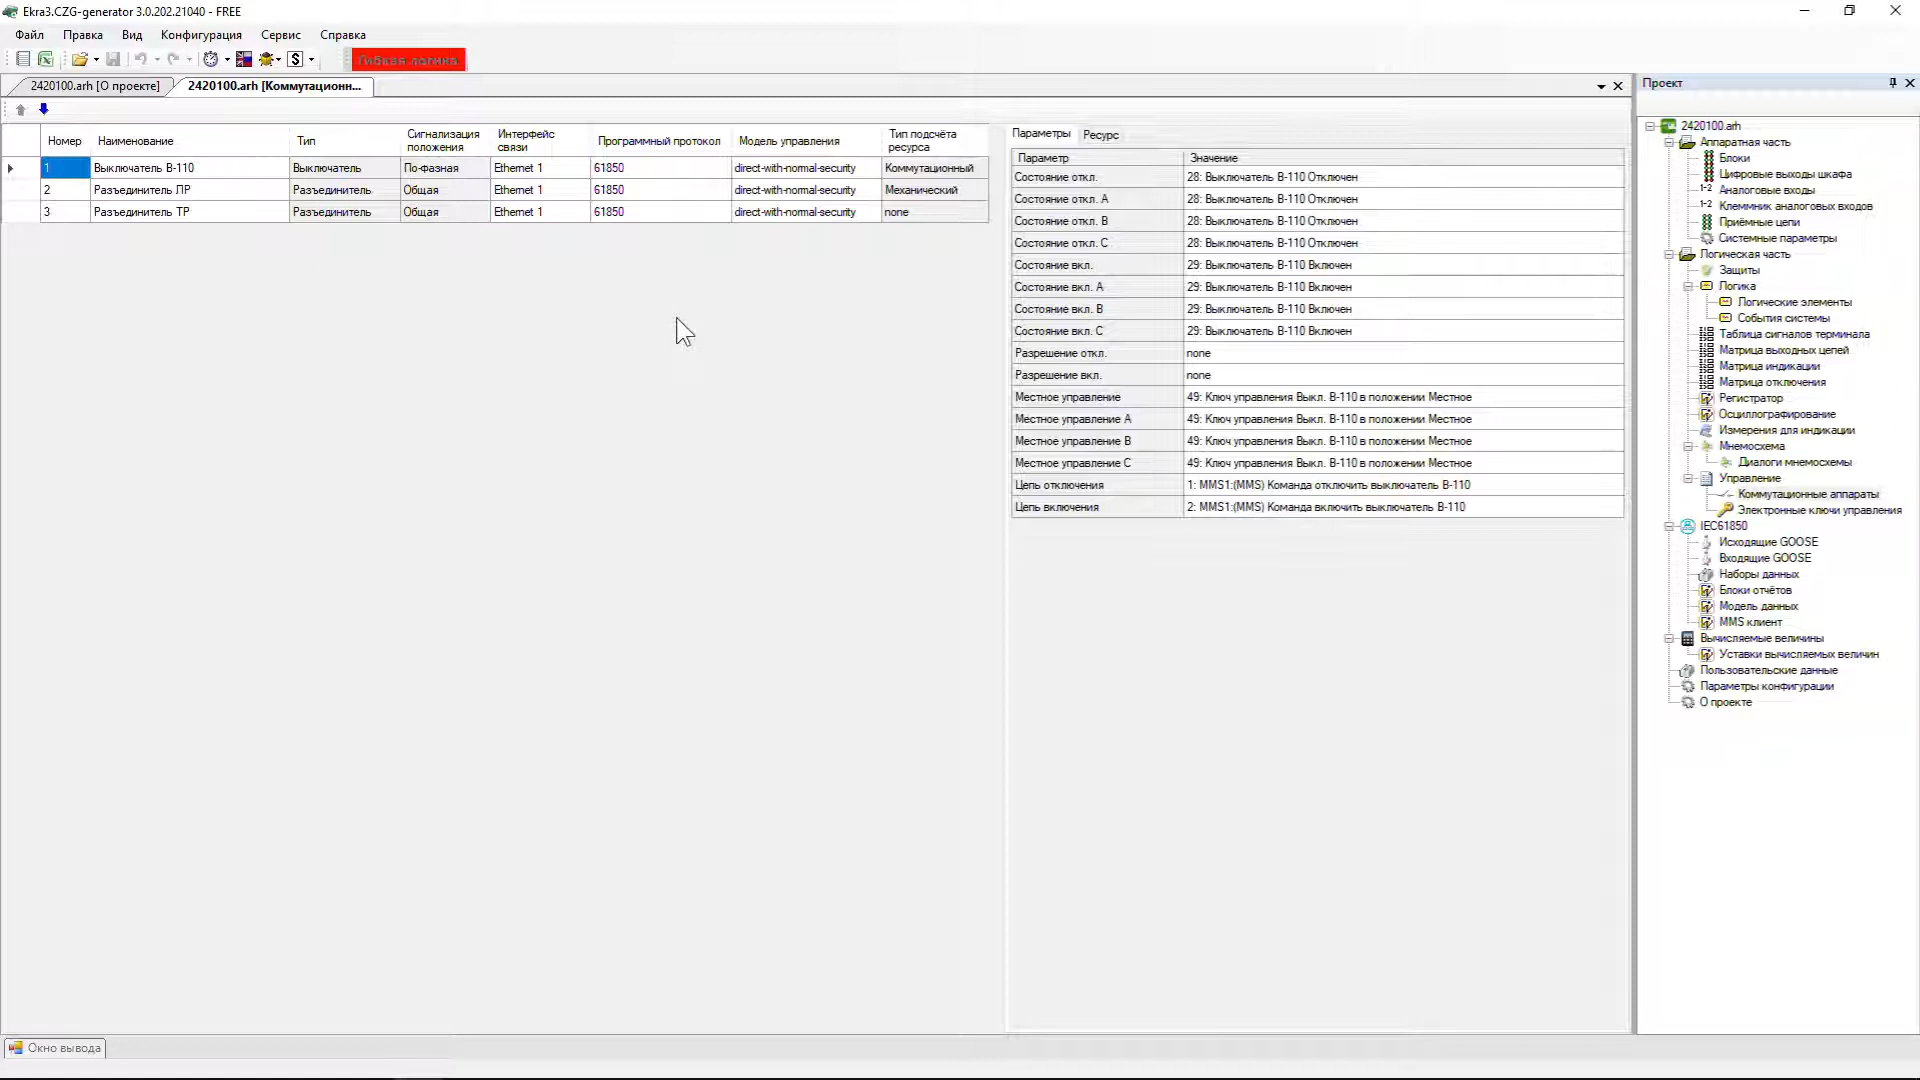 Ekra3.CZG-generator 3.0.202.21040 - FREE
Файл Правка Вид Конфигурация Сервис Справка
Гибкая логика
2420100.arh [О проекте] 2420100.arh [Коммутационн...
Проект
Номер Наименование Тип Сигнализация положения Интерфейс связи Программный протокол Модель управления Тип подсчёта ресурса
1 Выключатель В-110 Выключатель По-фазная Ethernet 1 61850 direct-with-normal-security Коммутационный
2 Разъединитель ЛР Разъединитель Общая Ethernet 1 61850 direct-with-normal-security Механический
3 Разъединитель ТР Разъединитель Общая Ethernet 1 61850 direct-with-normal-security none
Параметры Ресурс
Параметр Значение
Состояние откл. 28: Выключатель В-110 Отключен
Состояние откл. А 28: Выключатель В-110 Отключен
Состояние откл. В 28: Выключатель В-110 Отключен
Состояние откл. С 28: Выключатель В-110 Отключен
Состояние вкл. 29: Выключатель В-110 Включен
Состояние вкл. А 29: Выключатель В-110 Включен
Состояние вкл. В 29: Выключатель В-110 Включен
Состояние вкл. С 29: Выключатель В-110 Включен
Разрешение откл. none
Разрешение вкл. none
Местное управление 49: Ключ управления Выкл. В-110 в положении Местное
Местное управление А 49: Ключ управления Выкл. В-110 в положении Местное
Местное управление В 49: Ключ управления Выкл. В-110 в положении Местное
Местное управление С 49: Ключ управления Выкл. В-110 в положении Местное
Цепь отключения 1: MMS1:(MMS) Команда отключить выключатель В-110
Цепь включения 2: MMS1:(MMS) Команда включить выключатель В-110
2420100.arh
Аппаратная часть
Блоки
Цифровые выходы шкафа
Аналоговые входы
Клеммник аналоговых входов
Приёмные цепи
Системные параметры
Логическая часть
Защиты
Логика
Логические элементы
События системы
Таблица сигналов терминала
Матрица выходных цепей
Матрица индикации
Матрица отключения
Регистратор
Осциллографирование
Измерения для индикации
Мнемосхема
Диалоги мнемосхемы
Управление
Коммутационные аппараты
Электронные ключи управления
IEC61850
Исходящие GOOSE
Входящие GOOSE
Наборы данных
Блоки отчётов
Модель данных
MMS клиент
Вычисляемые величины
Уставки вычисляемых величин
Пользовательские данные
Параметры конфигурации
О проекте
Окно вывода